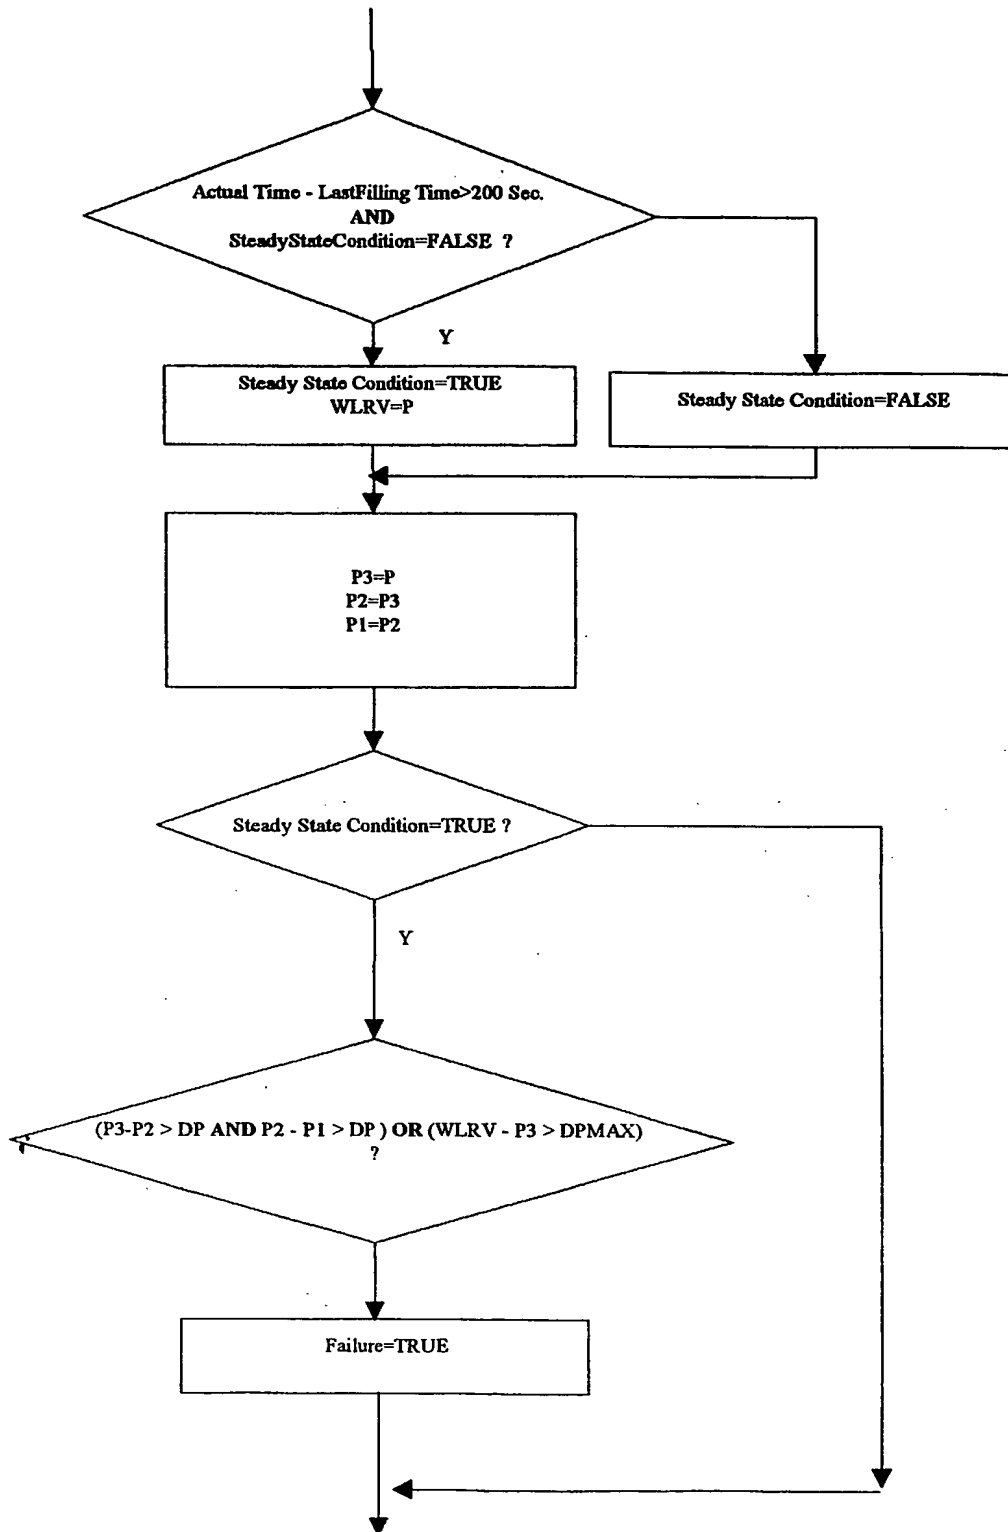 Actual Time - LastFilling Time>200 Sec.
AND
SteadyStateCondition=FALSE ?
Y
Steady State Condition=TRUE
WLRV=P
Steady State Condition=FALSE
P3=P
P2=P3
P1=P2
Steady State Condition=TRUE ?
Y
(P3-P2 > DP AND P2 - P1 > DP ) OR (WLRV - P3 > DPMAX)
?
Failure=TRUE